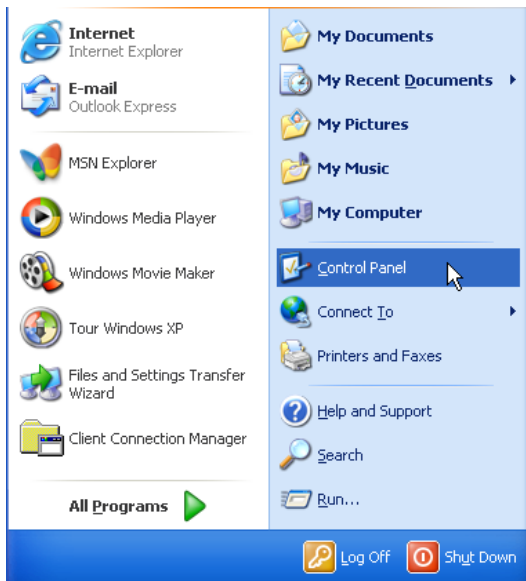 Internet
Internet Explorer
E-mail
Outlook Express
MSN Explorer
Windows Media Player
Windows Movie Maker
Tour Windows XP
Files and Settings Transfer
Wizard
Client Connection Manager
All Programs
My Documents
My Recent Documents
My Pictures
My Music
My Computer
Control Panel
Connect To
Printers and Faxes
Help and Support
Search
Run...
Log Off
Shut Down